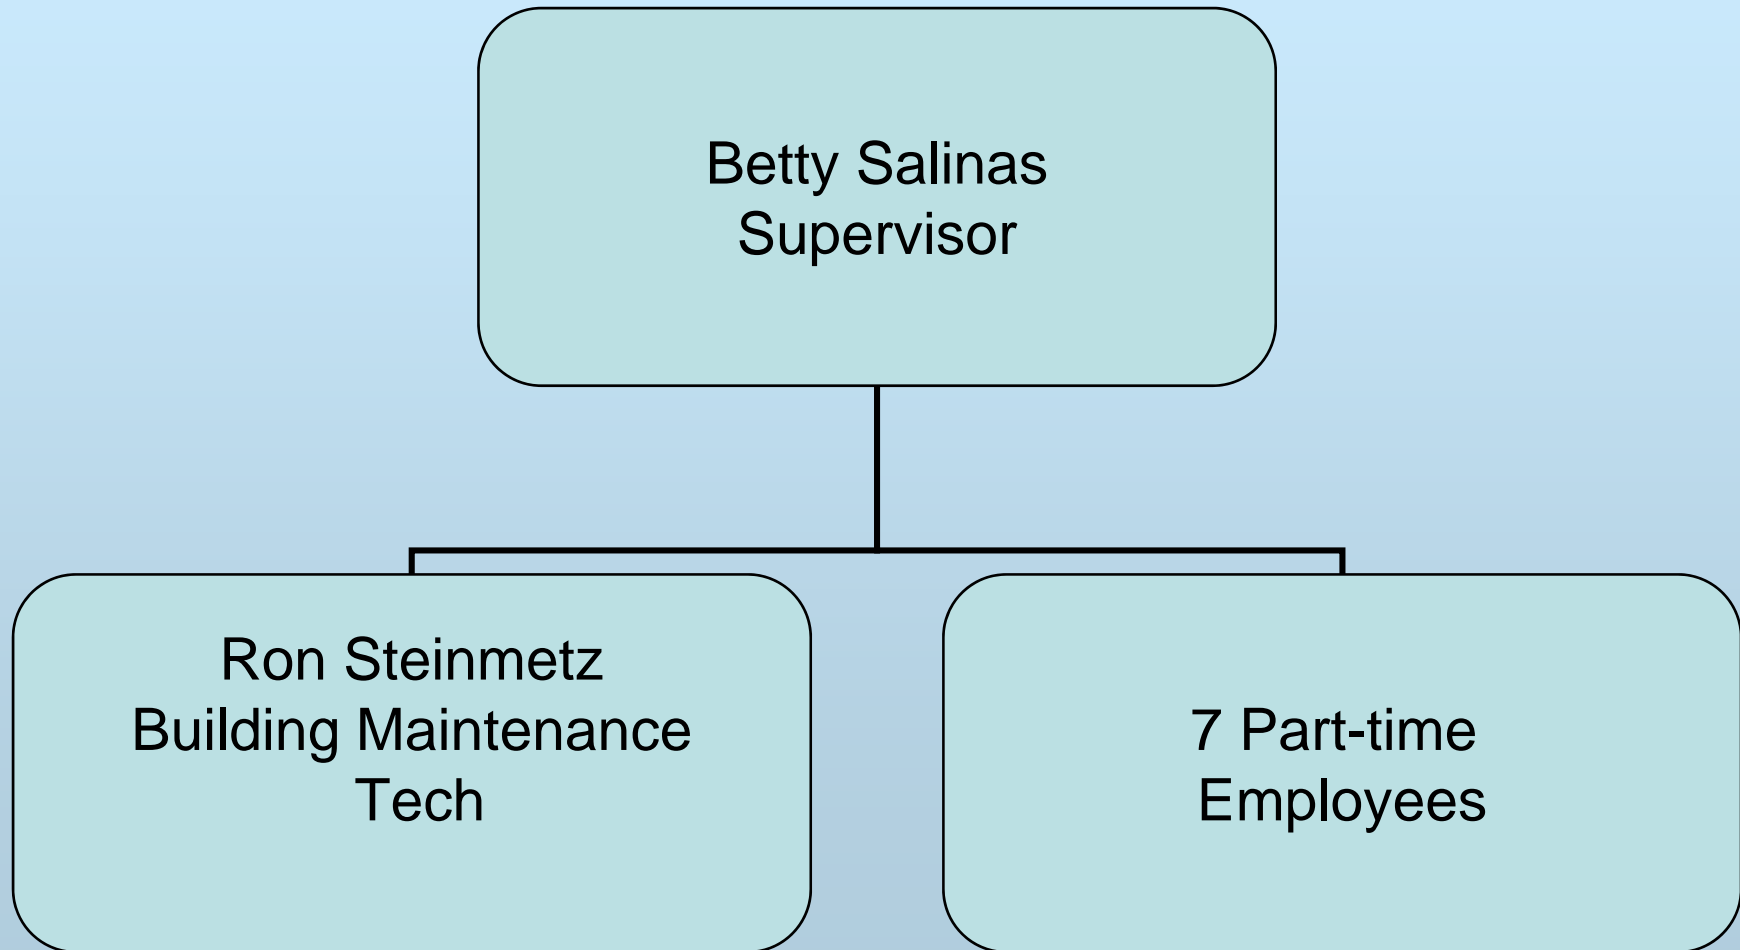 Betty Salinas
Supervisor
Ron Steinmetz
Building Maintenance
Tech
7 Part-time
Employees